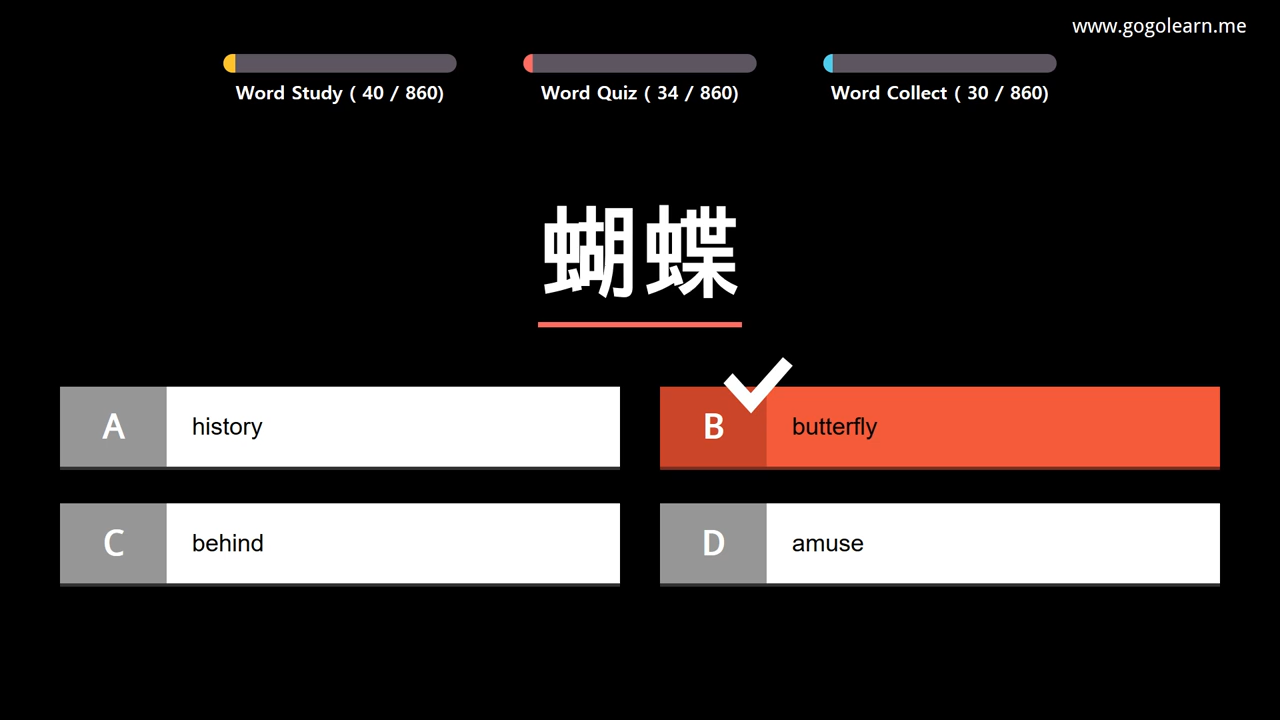 www.gogolearn.me
Word Study ( 40 / 860)
Word Quiz ( 34 / 860)
Word Collect ( 30 / 860)
蝴蝶
A history
B butterfly
C behind
D amuse